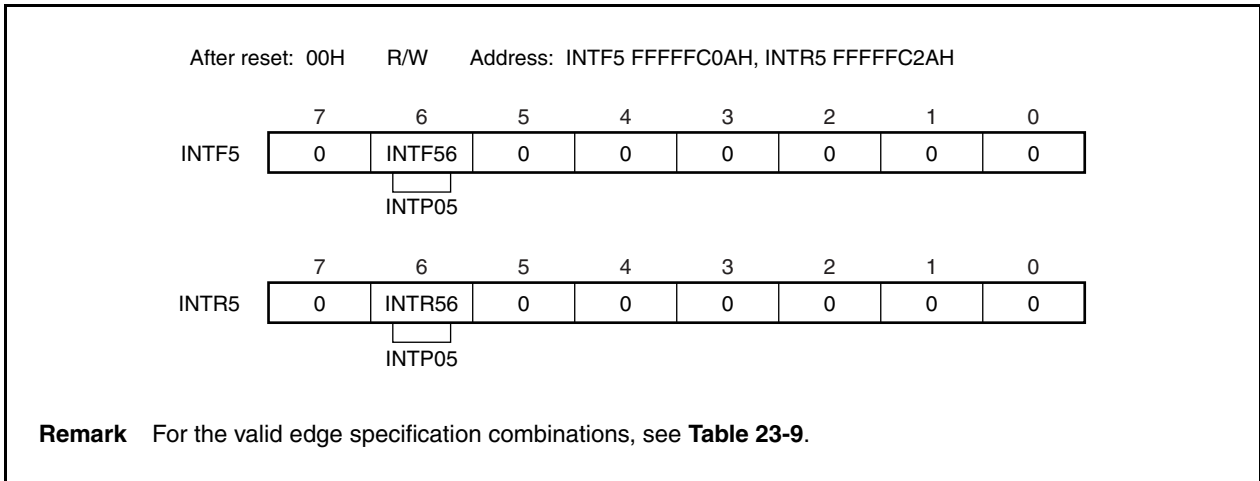 After reset: 00H R/W Address: INTF5 FFFFFC0AH, INTR5 FFFFFC2AH
7 6 5 4 3 2 1 0
INTF5 0 INTF56 0 0 0 0 0 0
INTP05
7 6 5 4 3 2 1 0
INTR5 0 INTR56 0 0 0 0 0 0
INTP05
Remark For the valid edge specification combinations, see Table 23-9.